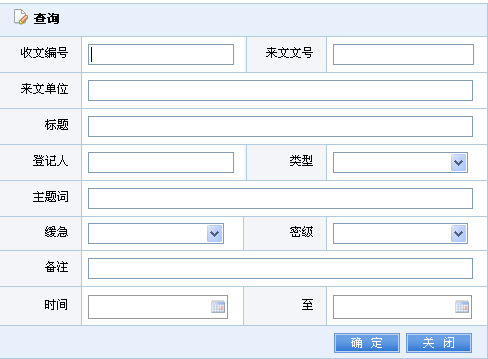 查询
收文编号 来文文号
来文单位
标题
登记人 类型
主题词
缓急 密级
备注
时间 至
确 定 关 闭